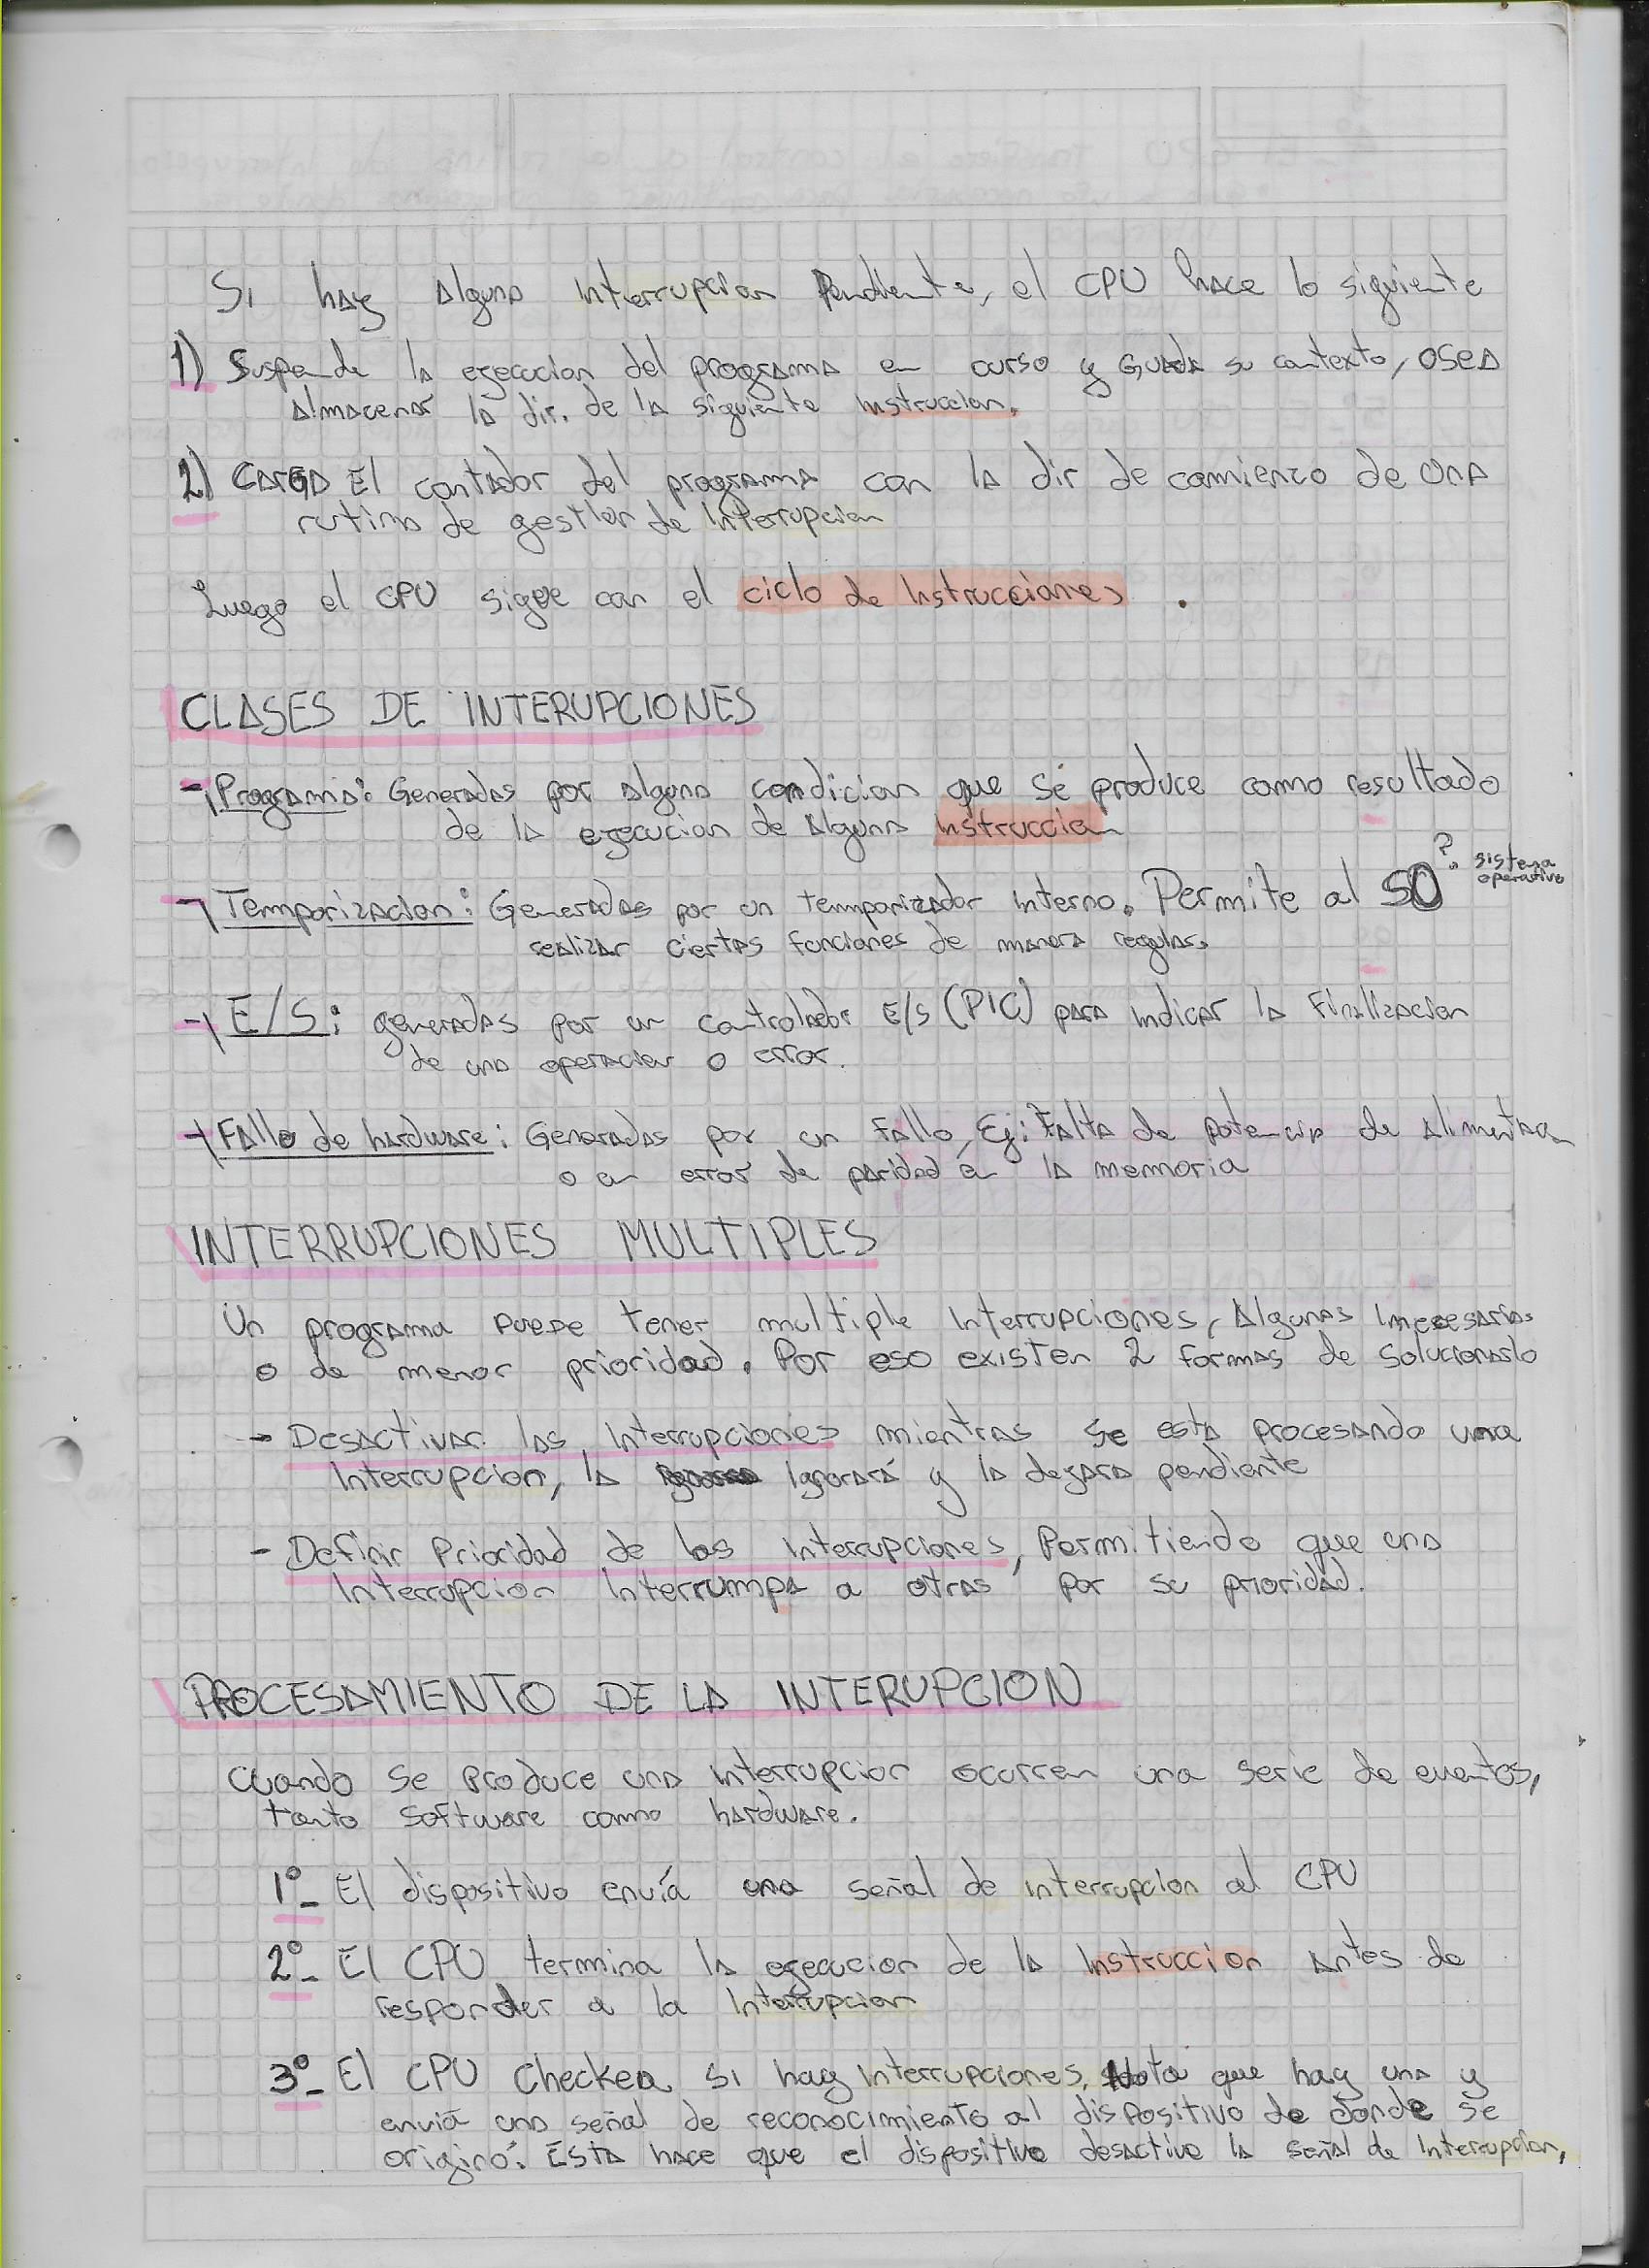 Si hay alguna interrupcion Pendiente, el CPU hace lo siguiente
1) Suspende la ejecucion del programa en curso y Guarda su contexto, osea
almacenar la dir. de la siguiente instruccion.
2) CARGA El contador del programa con la dir de comienzo de una
rutina de gestion de Interrupcion
Luego el CPU sigue con el ciclo de Instrucciones.
CLASES DE INTERUPCIONES
- Programa: Generadas por alguna condicion que se produce como resultado
de la ejecucion de alguna instruccion
- Temporizacion: Generadas por un temporizador interno. Permite al SO ? sistema
operativo
realizar ciertas funciones de manera regular.
- E/S: generadas por un controlador E/S (PIC) para indicar la finalizacion
de una operacion o error.
- Fallo de hardware: Generadas por un Fallo, Ej: Falta de potencia de alimentacion
o un error de paridad en la memoria
INTERRUPCIONES MULTIPLES
Un programa puede tener multiple Interrupciones, Algunas Innecesarias
o de menor prioridad. Por eso existen 2 formas de solucionarlo
- Desactivar las Interrupciones mientras se esta procesando una
Interrupcion, la ignorará y la dejara pendiente
- Definir Prioridad de las Interrupciones, Permitiendo que una
Interrupcion Interrumpa a otras por su prioridad.
PROCESAMIENTO DE LA INTERUPCION
Cuando se produce una interrupcion ocurren una serie de eventos,
tanto software como hardware.
1º- El dispositivo envía una señal de interrupcion al CPU
2º- El CPU termina la ejecucion de la Instruccion antes de
responder a la Interrupcion
3º- El CPU Checkea si hay Interrupciones, Nota que hay una y
enviá una señal de reconocimiento al dispositivo de donde se
originó. Esta hace que el dispositivo desactive la señal de Interrupcion,